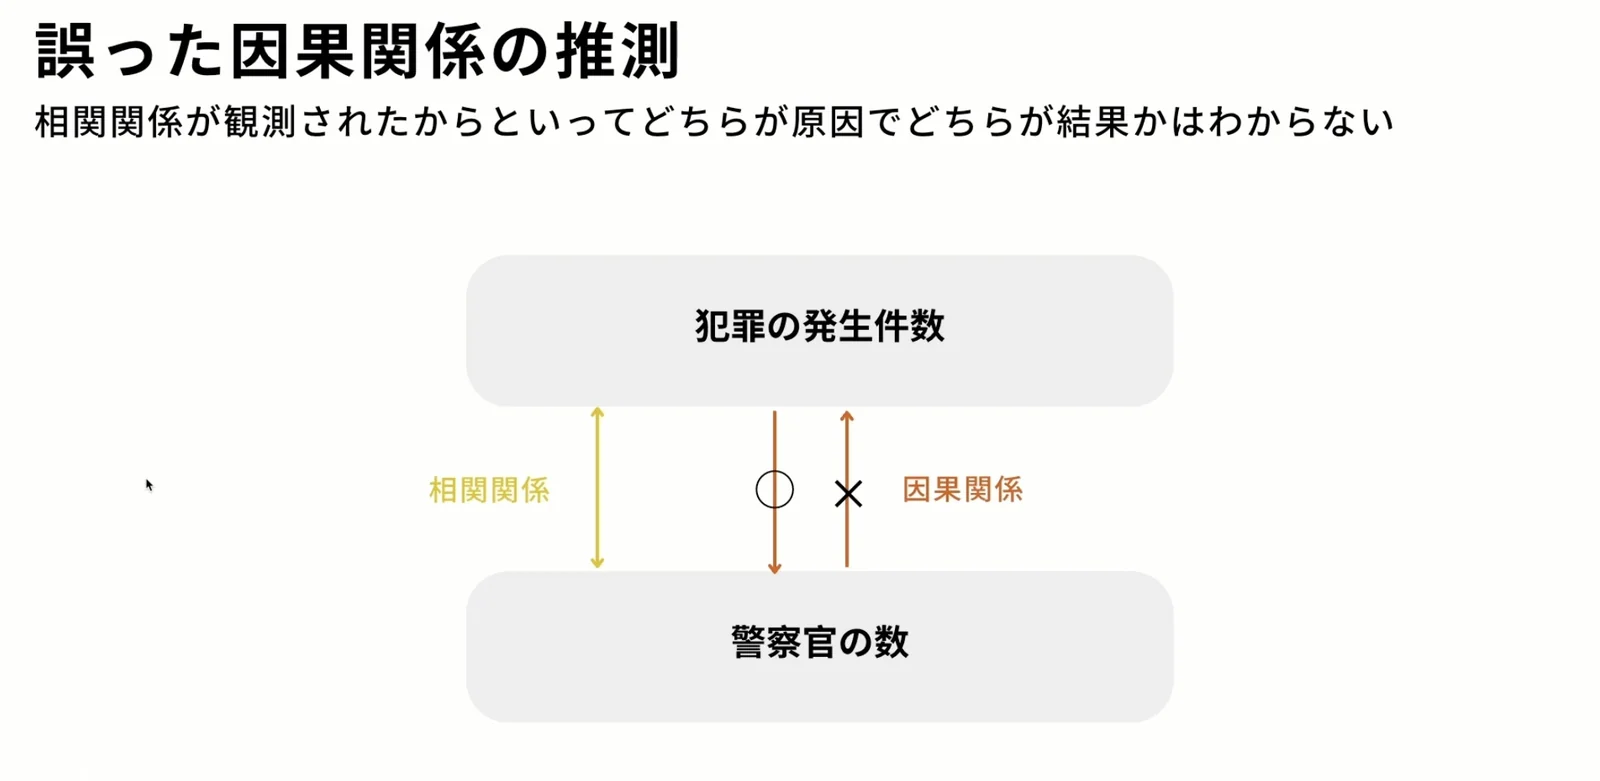 誤った因果関係の推測
相関関係が観測されたからといってどちらが原因でどちらが結果かはわからない
犯罪の発生件数
相関関係
因果関係
警察官の数